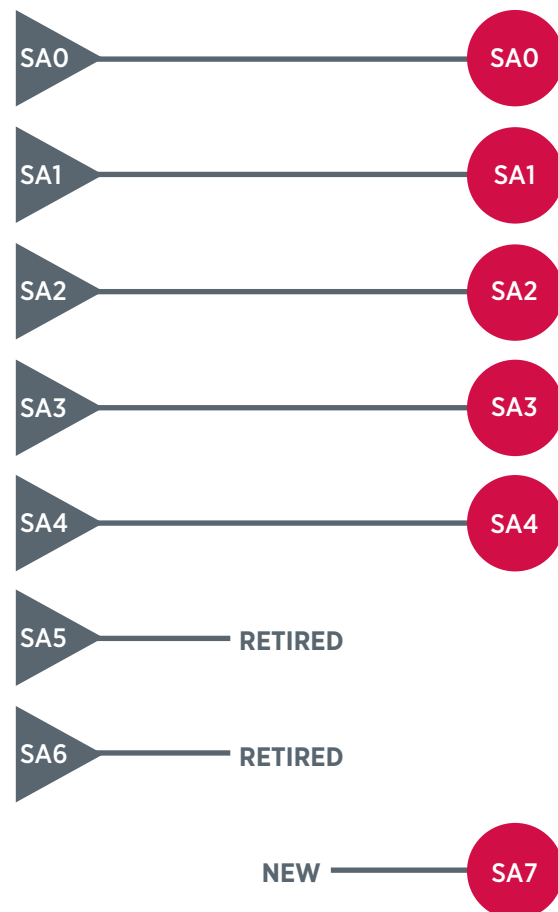 SA0 SA0
SA1 SA1
SA2 SA2
SA3 SA3
SA4 SA4
SA5 RETIRED
SA6 RETIRED
NEW SA7